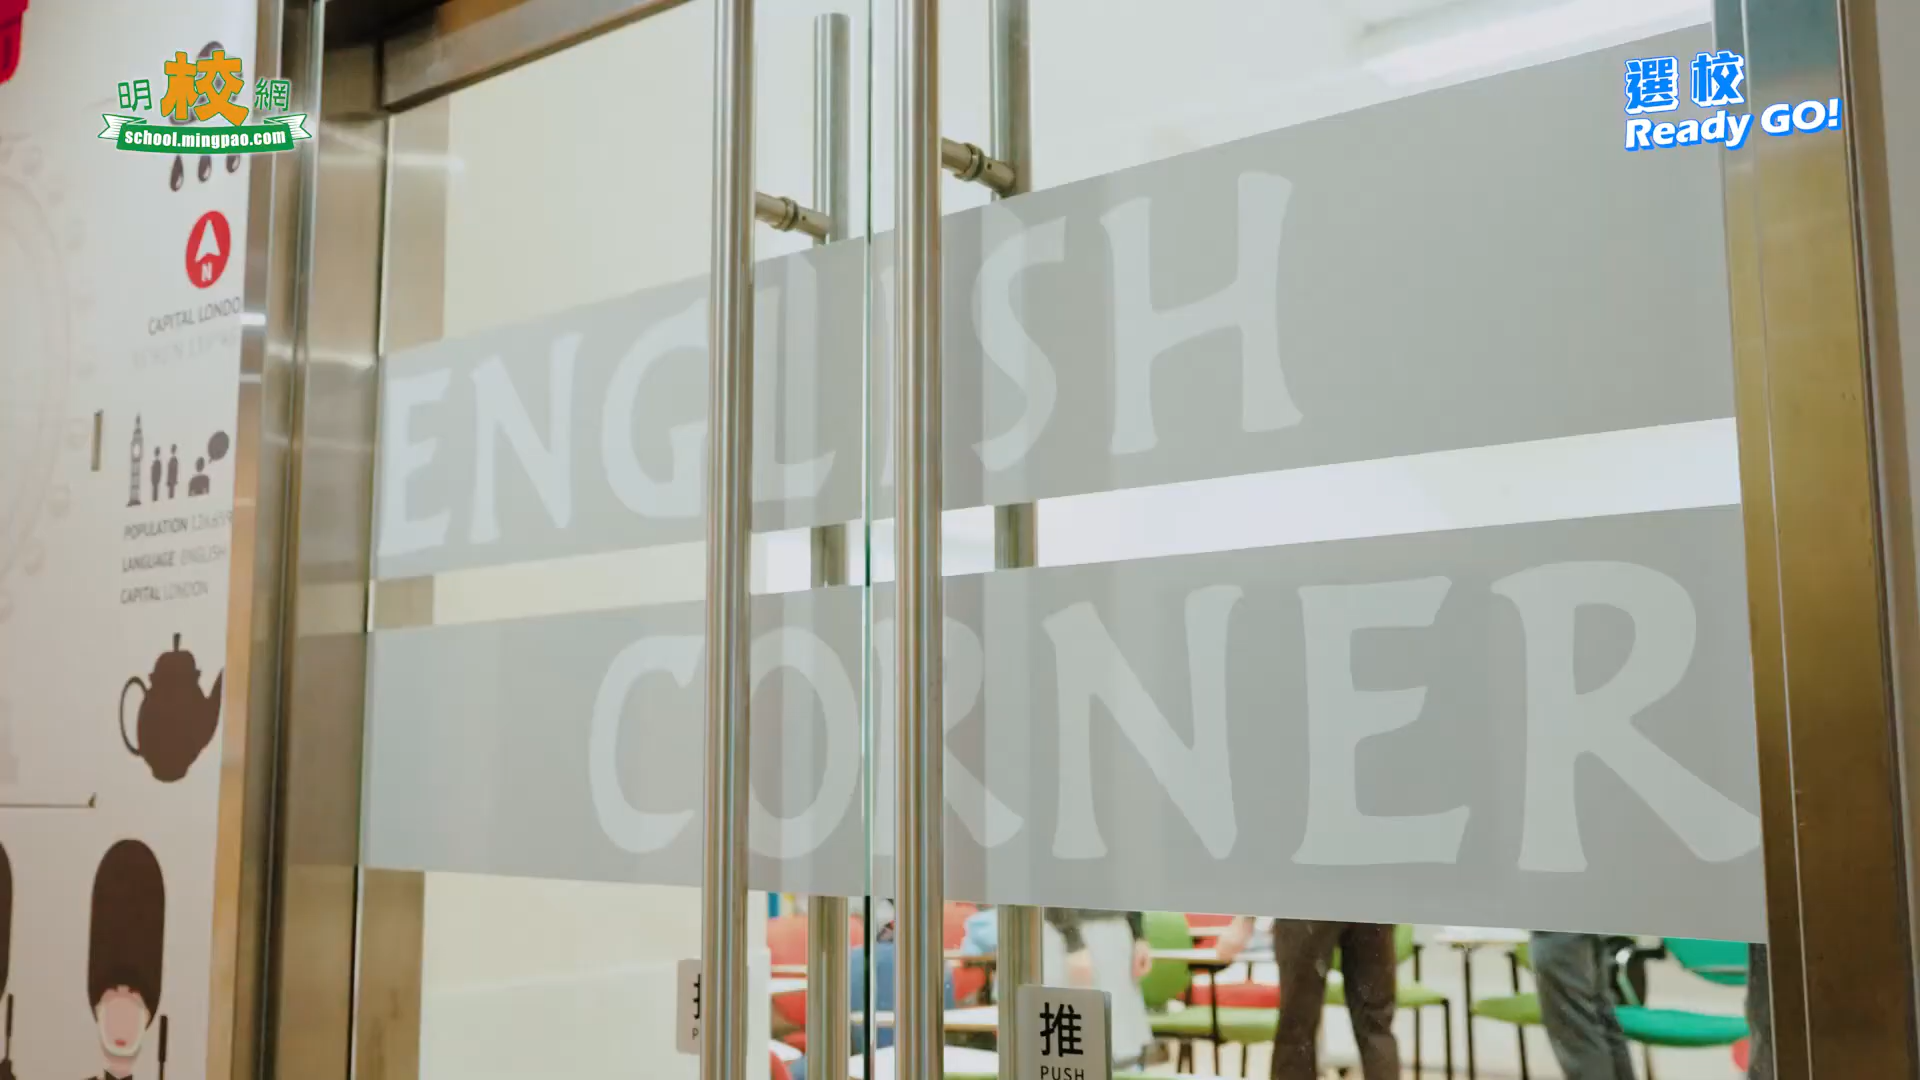 明校網
school.mingpao.com
選校
Ready GO!
N
CAPITAL LONDO
POPULATION
LANGUAGE ENGLISH
CAPITAL LONDON
ENGLISH
CORNER
推
PUSH